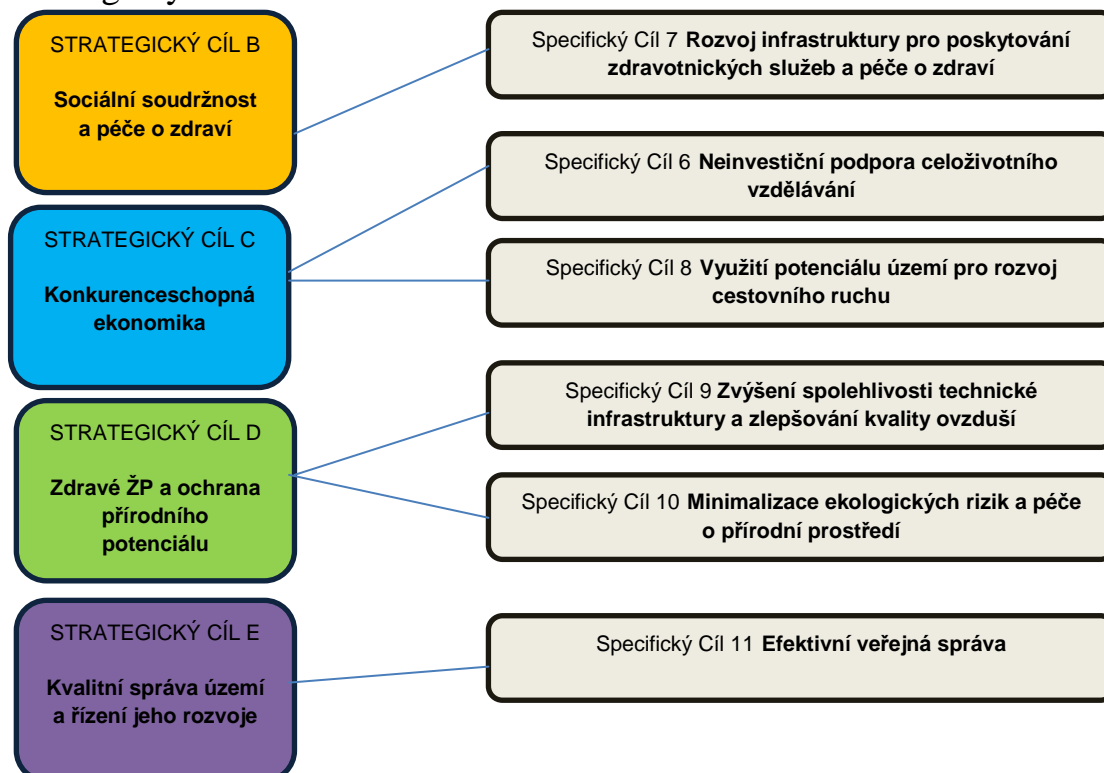 STRATEGICKÝ CÍL B
Sociální soudržnost
a péče o zdraví
Specifický Cíl 7 Rozvoj infrastruktury pro poskytování
zdravotnických služeb a péče o zdraví
STRATEGICKÝ CÍL C
Konkurenceschopná
ekonomika
Specifický Cíl 6 Neinvestiční podpora celoživotního
vzdělávání
Specifický Cíl 8 Využití potenciálu území pro rozvoj
cestovního ruchu
STRATEGICKÝ CÍL D
Zdravé ŽP a ochrana
přírodního
potenciálu
Specifický Cíl 9 Zvýšení spolehlivosti technické
infrastruktury a zlepšování kvality ovzduší
Specifický Cíl 10 Minimalizace ekologických rizik a péče
o přírodní prostředí
STRATEGICKÝ CÍL E
Kvalitní správa území
a řízení jeho rozvoje
Specifický Cíl 11 Efektivní veřejná správa